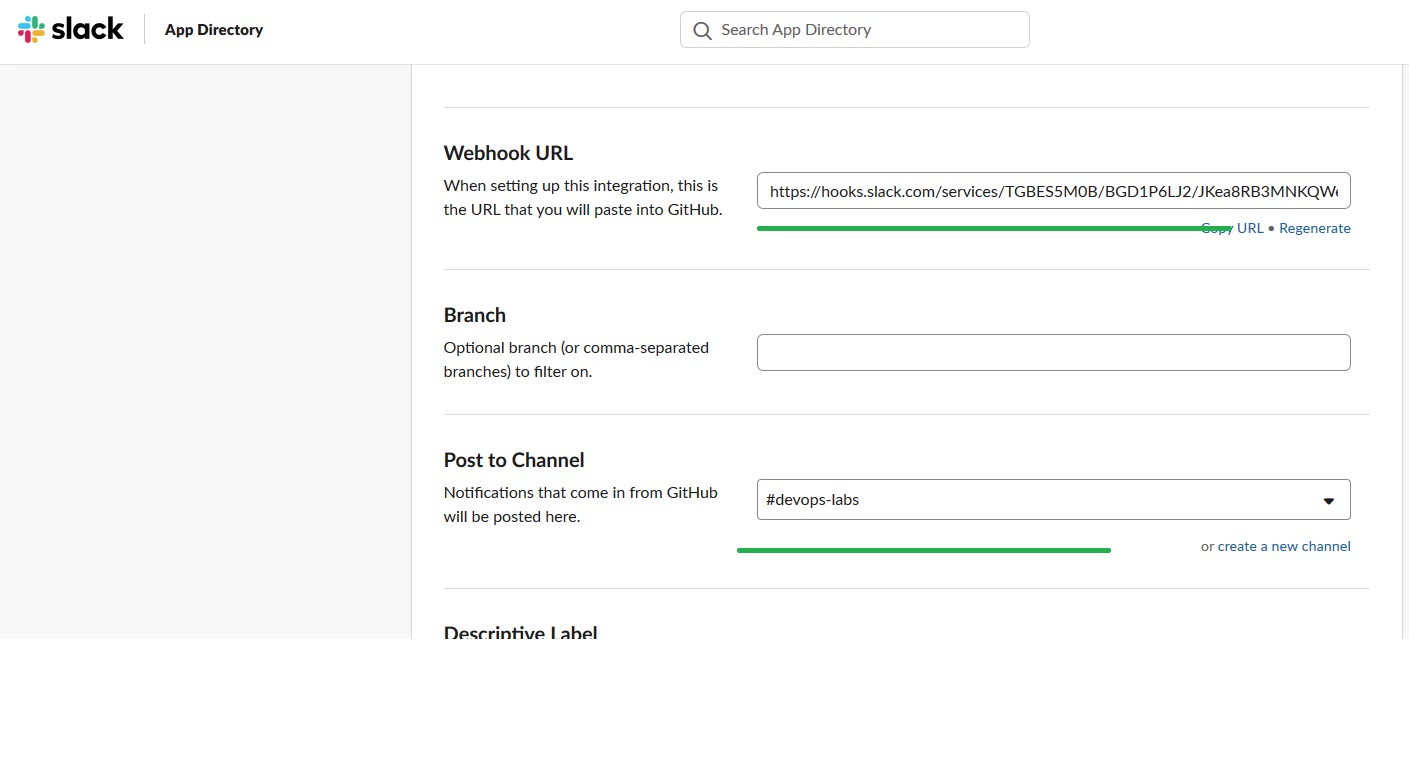 slack
App Directory
Search App Directory
Webhook URL
When setting up this integration, this is
the URL that you will paste into GitHub.
https://hooks.slack.com/services/TGBES5M0B/BGD1P6LJ2/JKea8RB3MNKQW
Copy URL • Regenerate
Branch
Optional branch (or comma-separated
branches) to filter on.
Post to Channel
Notifications that come in from GitHub
will be posted here.
#devops-labs
or create a new channel
Descriptive Label